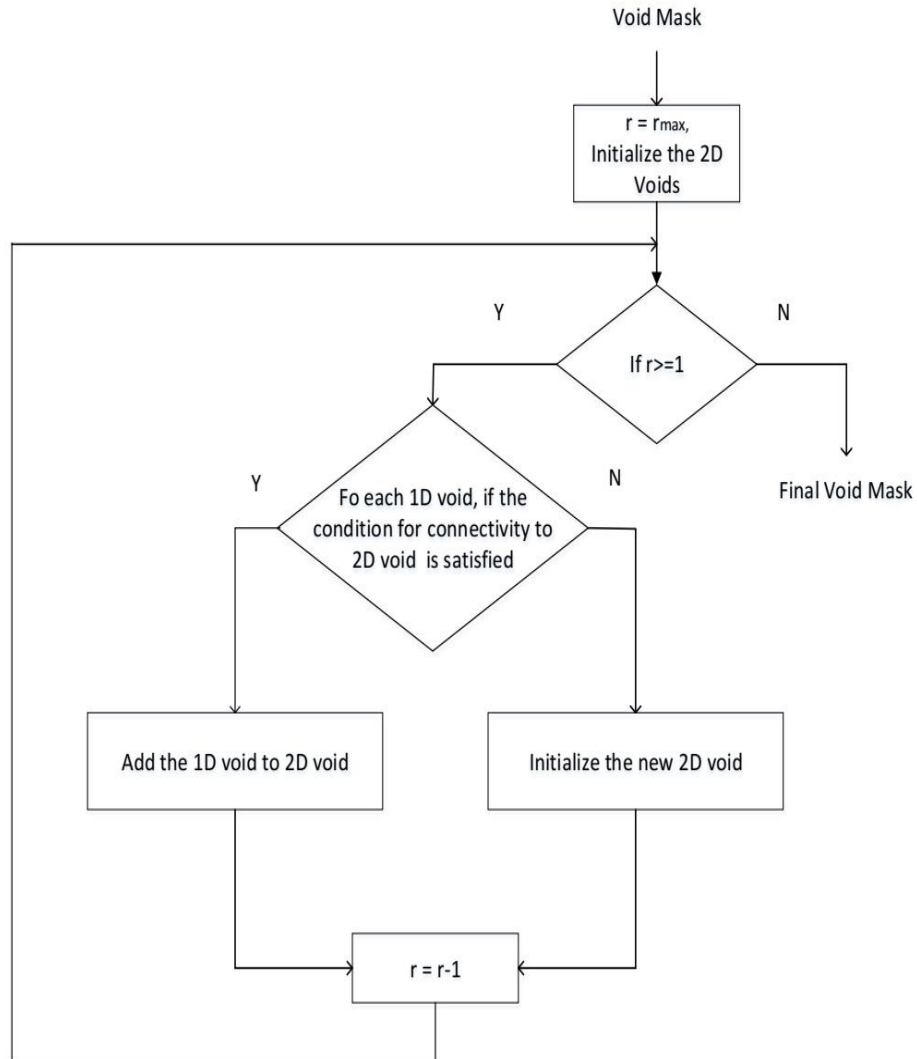 Void Mask
r = rmax,
Initialize the 2D
Voids
Y
N
If r>=1
Final Void Mask
Y
N
Fo each 1D void, if the
condition for connectivity to
2D void is satisfied
Add the 1D void to 2D void
Initialize the new 2D void
r = r-1